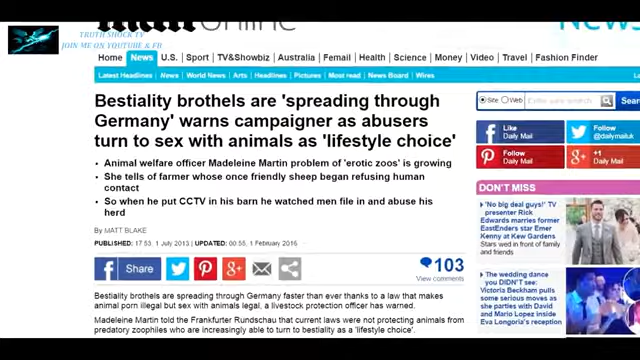 TRUTH SHOCK TV
JOIN ME ON YOUTUBE & FB
MailOnline
News
Home News U.S. Sport TV&Showbiz Australia Femail Health Science Money Video Travel Fashion Finder
Latest Headlines News World News Arts Headlines Pictures Most read News Board Wires
Bestiality brothels are 'spreading through
Germany' warns campaigner as abusers
turn to sex with animals as 'lifestyle choice'
Animal welfare officer Madeleine Martin problem of 'erotic zoos' is growing
She tells of farmer whose once friendly sheep began refusing human
contact
So when he put CCTV in his barn he watched men file in and abuse his
herd
By MATT BLAKE
PUBLISHED: 17:53, 1 July 2013 | UPDATED: 00:55, 1 February 2016
Share
103
View comments
Bestiality brothels are spreading through Germany faster than ever thanks to a law that makes
animal porn illegal but sex with animals legal, a livestock protection officer has warned.
Madeleine Martin told the Frankfurter Rundschau that current laws were not protecting animals from
predatory zoophiles who are increasingly able to turn to bestiality as a 'lifestyle choice'.
Site Web Enter your search Search
Like
Daily Mail
Follow
@dailymailuk
Follow
Daily Mail
+1
Daily Mail
DON'T MISS
'No big deal guys!' TV
presenter Rick
Edwards marries former
EastEnders star Emer
Kenny at Kew Gardens
Stars wed in front of family
and friends
The wedding dance
you DIDN'T see:
Victoria Beckham pulls
some serious moves as
she parties with David
and Mario Lopez inside
Eva Longoria's reception